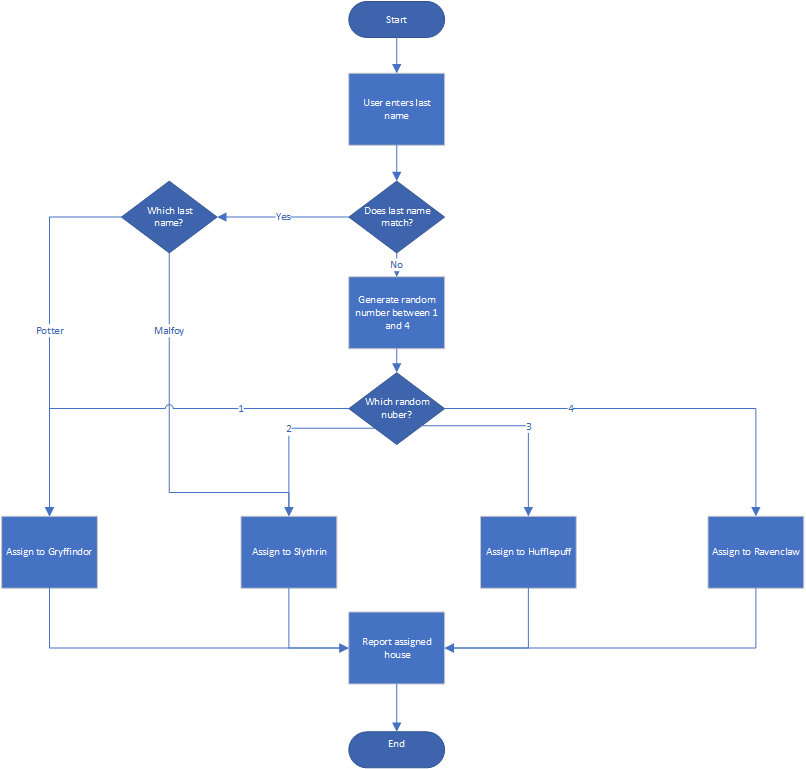 Start
User enters last
name
Which last
name?
Yes
Does last name
match?
No
Generate random
number between 1
and 4
Potter
Malfoy
Which random
nuber?
1
2
3
4
Assign to Gryffindor
Assign to Slythrin
Assign to Hufflepuff
Assign to Ravenclaw
Report assigned
house
End